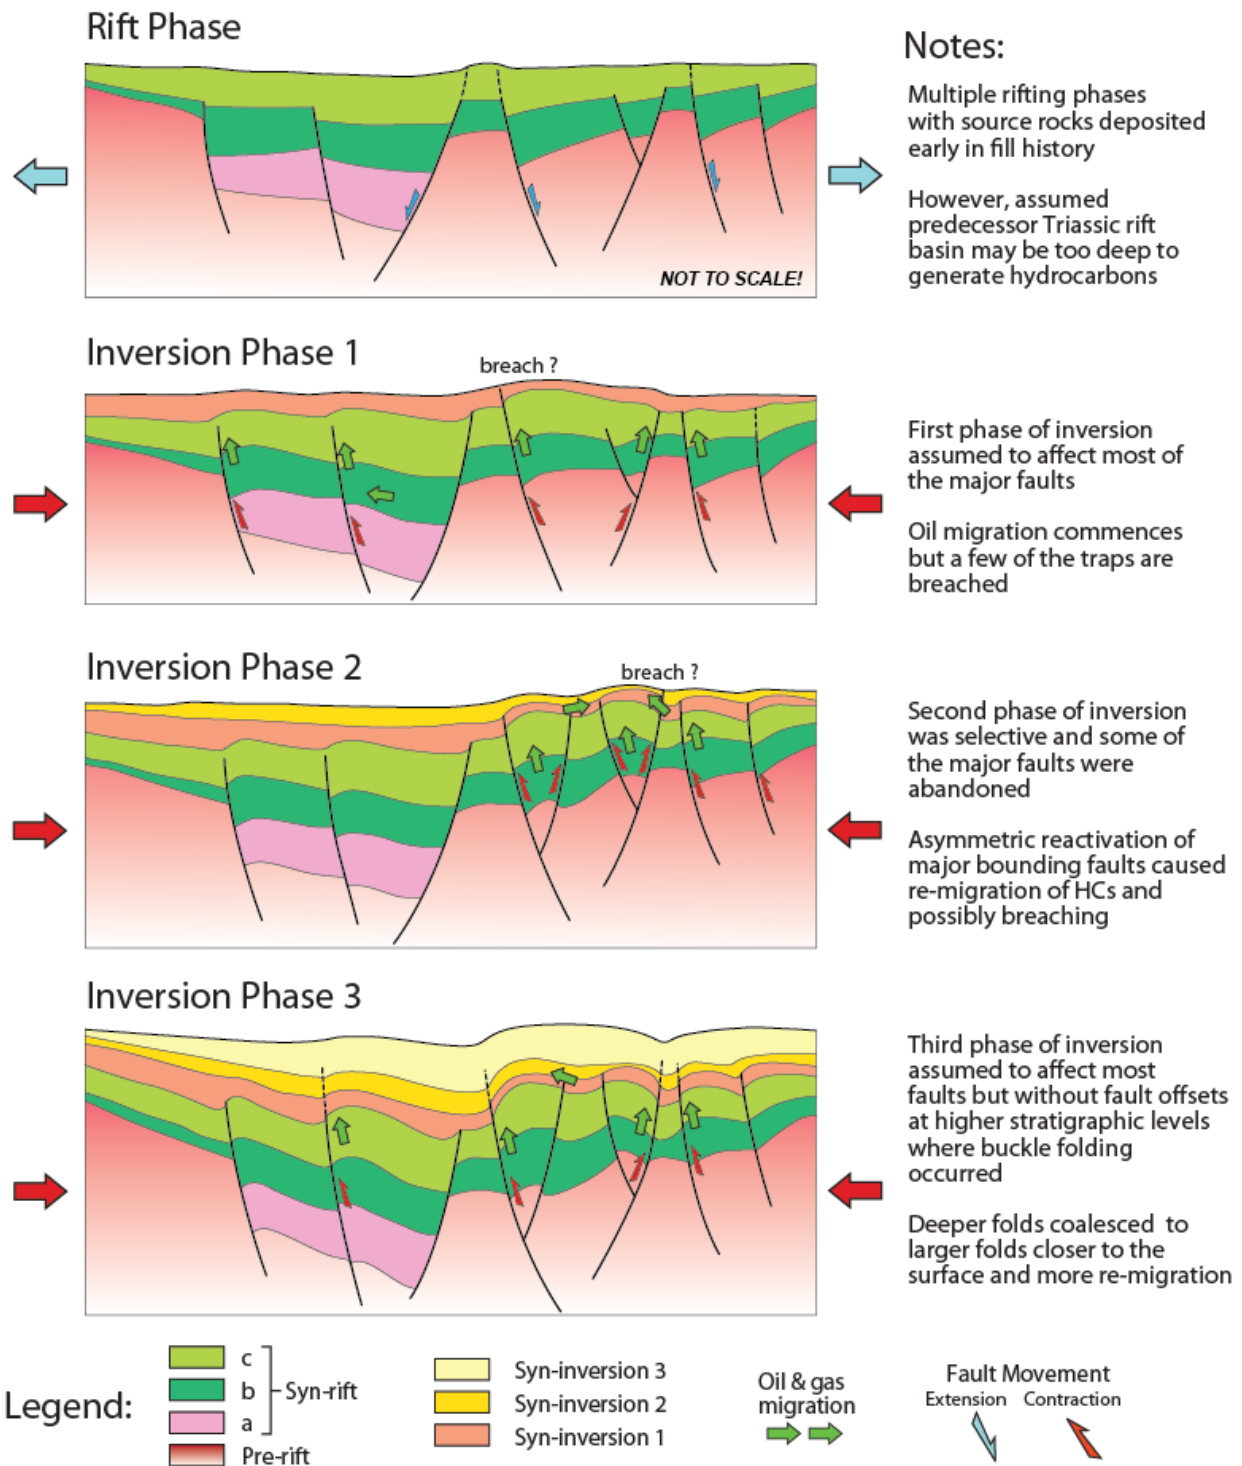 Rift Phase
NOT TO SCALE!
Notes:
Multiple rifting phases
with source rocks deposited
early in fill history
However, assumed
predecessor Triassic rift
basin may be too deep to
generate hydrocarbons
Inversion Phase 1
breach ?
First phase of inversion
assumed to affect most of
the major faults
Oil migration commences
but a few of the traps are
breached
Inversion Phase 2
breach ?
Second phase of inversion
was selective and some of
the major faults were
abandoned
Asymmetric reactivation of
major bounding faults caused
re-migration of HCs and
possibly breaching
Inversion Phase 3
Third phase of inversion
assumed to affect most
faults but without fault offsets
at higher stratigraphic levels
where buckle folding
occurred
Deeper folds coalesced to
larger folds closer to the
surface and more re-migration
Legend:
c
b
a
Syn-rift
Pre-rift
Syn-inversion 3
Syn-inversion 2
Syn-inversion 1
Oil & gas
migration
Fault Movement
Extension Contraction